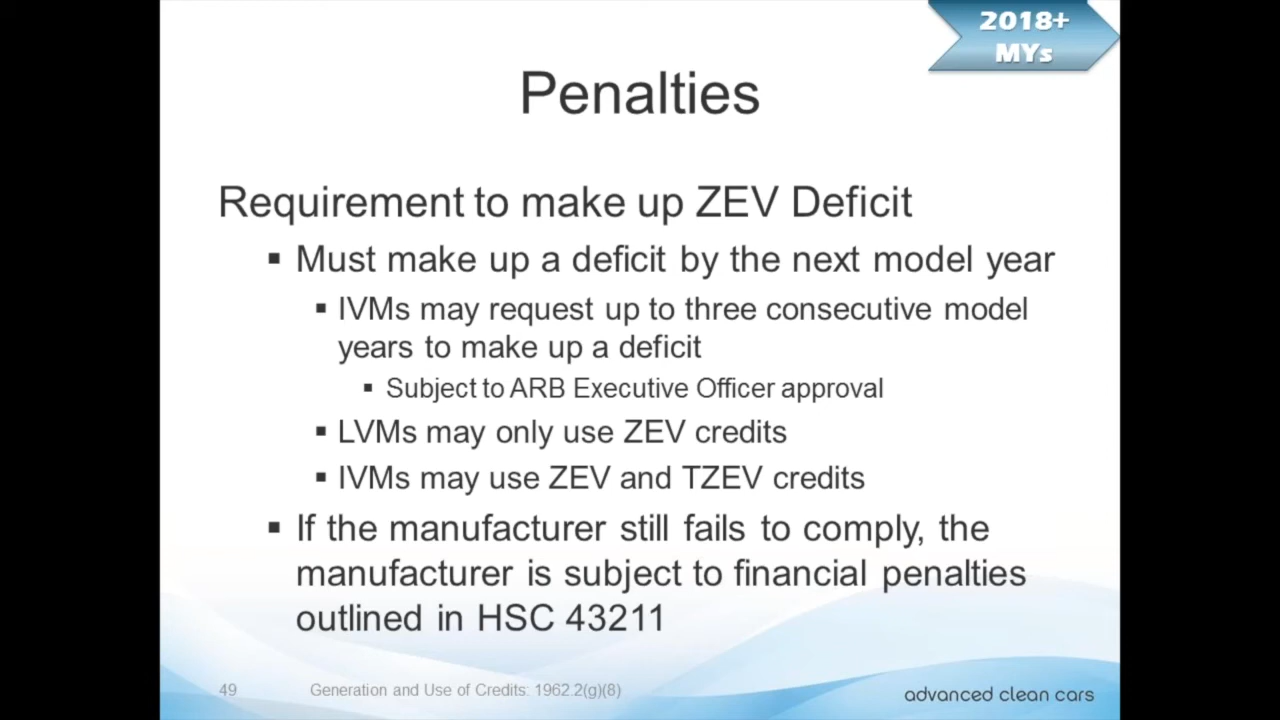 2018+
MYs
Penalties
Requirement to make up ZEV Deficit
▪ Must make up a deficit by the next model year
▪ IVMs may request up to three consecutive model
years to make up a deficit
▪ Subject to ARB Executive Officer approval
▪ LVMs may only use ZEV credits
▪ IVMs may use ZEV and TZEV credits
▪ If the manufacturer still fails to comply, the
manufacturer is subject to financial penalties
outlined in HSC 43211
49 Generation and Use of Credits: 1962.2(g)(8)
advanced clean cars